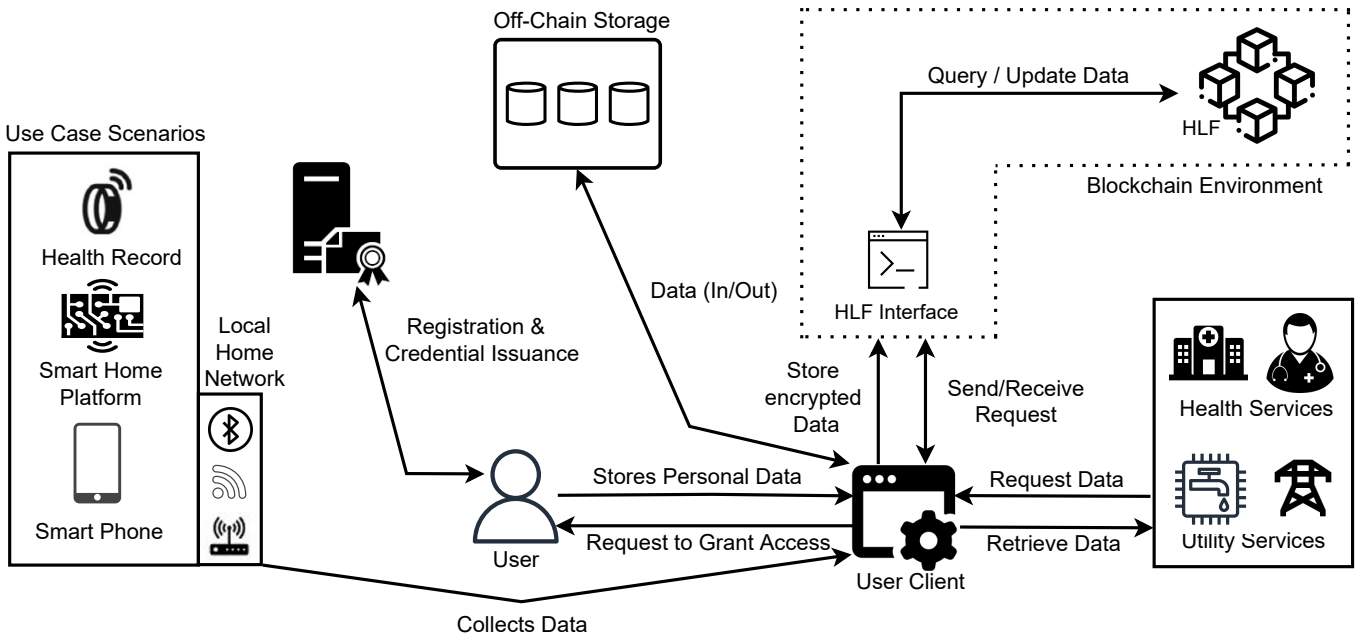 Off-Chain Storage
Query / Update Data
HLF
Use Case Scenarios
Blockchain Environment
Health Record
Data (In/Out)
HLF Interface
Local
Home
Network
Registration &
Credential Issuance
Smart Home
Platform
Store
encrypted
Data
Send/Receive
Request
Health Services
Stores Personal Data
Request Data
Smart Phone
Request to Grant Access
Retrieve Data
Utility Services
User
User Client
Collects Data